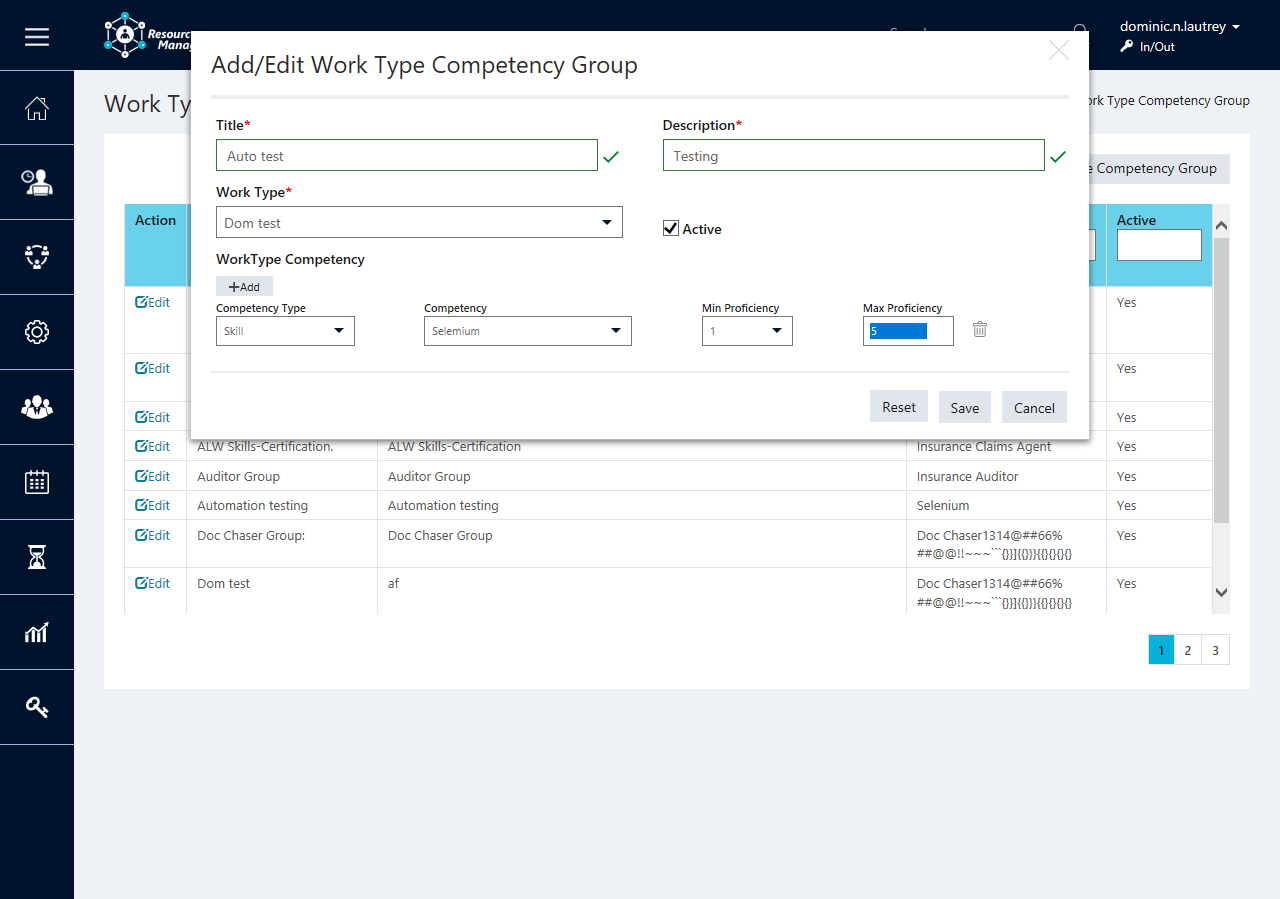 dominic.n.lautrey
In/Out
Add/Edit Work Type Competency Group
Work Ty
rk Type Competency Group
Title*
Description*
Auto test
Testing
Competency Group
Work Type*
Dom test
Active
WorkType Competency
+Add
Competency Type
Competency
Min Proficiency
Max Proficiency
Skill
Selemium
1
5
Reset
Save
Cancel
Action
Active
Edit
Yes
Edit
Yes
Edit
Yes
Edit ALW Skills-Certification. ALW Skills-Certification Insurance Claims Agent Yes
Edit Auditor Group Auditor Group Insurance Auditor Yes
Edit Automation testing Automation testing Selenium Yes
Edit Doc Chaser Group: Doc Chaser Group Doc Chaser1314@##66% Yes
##@@!!~~~```{}}]{{}}}{{}{}{}{}
Edit Dom test af Doc Chaser1314@##66% Yes
##@@!!~~~```{}}]{{}}}{{}{}{}{}
1 2 3